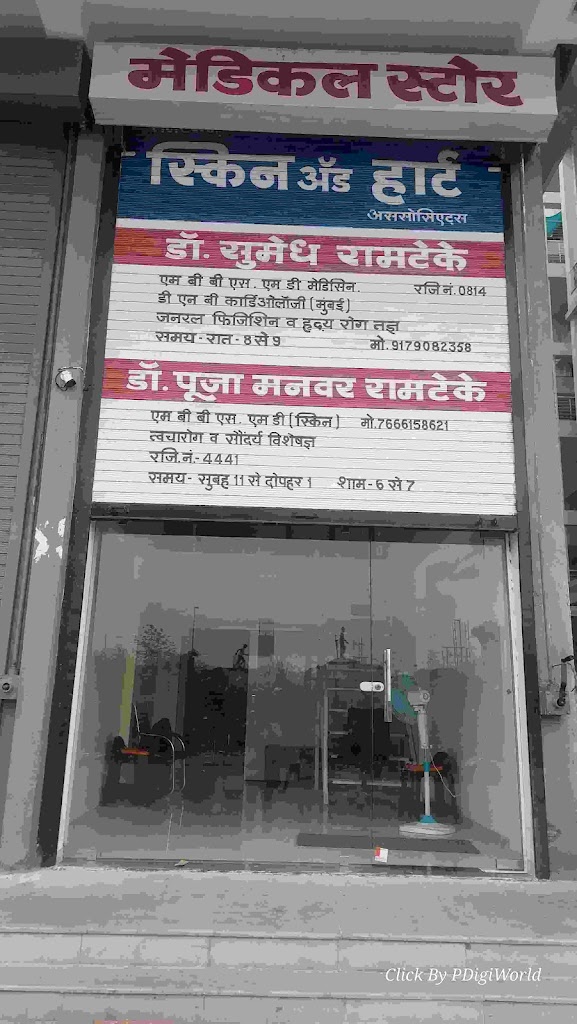 मेडिकल स्टोर
स्किन अॅड हार्ट
अससोसिएट्स
डॉ. सुमेध रामटेके
एम बी बी एस. एम डी मेडिसिन. रजि नं. 0814
डी एन बी कार्डिओलॉजी (मुंबई)
जनरल फिजिशिन व हृदय रोग तज्ञ
समय - रात - 8 से 9 मो. 9179082358
डॉ. पूजा मनवर रामटेके
एम बी बी एस. एम डी (स्किन) मो. 7666158621
त्वचारोग व सौंदर्य विशेषज्ञ
रजि.नं.- 4441
समय- सुबह 11 से दोपहर 1 शाम - 6 से 7
Click By PDigiWorld